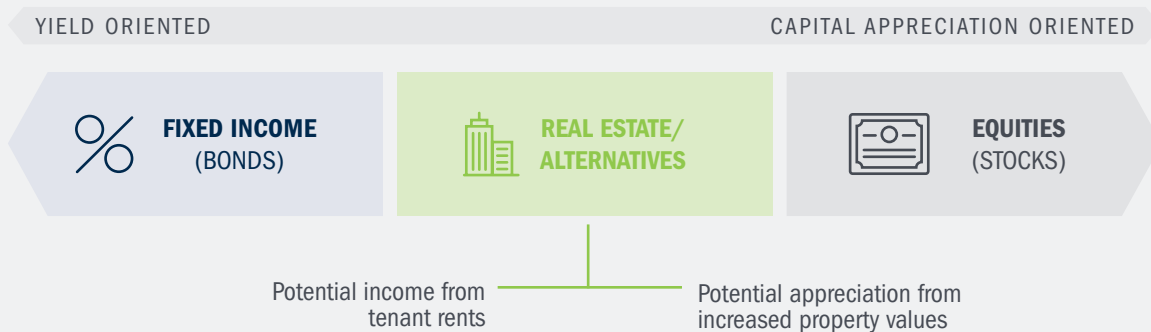 YIELD ORIENTED
CAPITAL APPRECIATION ORIENTED
FIXED INCOME
(BONDS)
REAL ESTATE/
ALTERNATIVES
EQUITIES
(STOCKS)
Potential income from
tenant rents
Potential appreciation from
increased property values